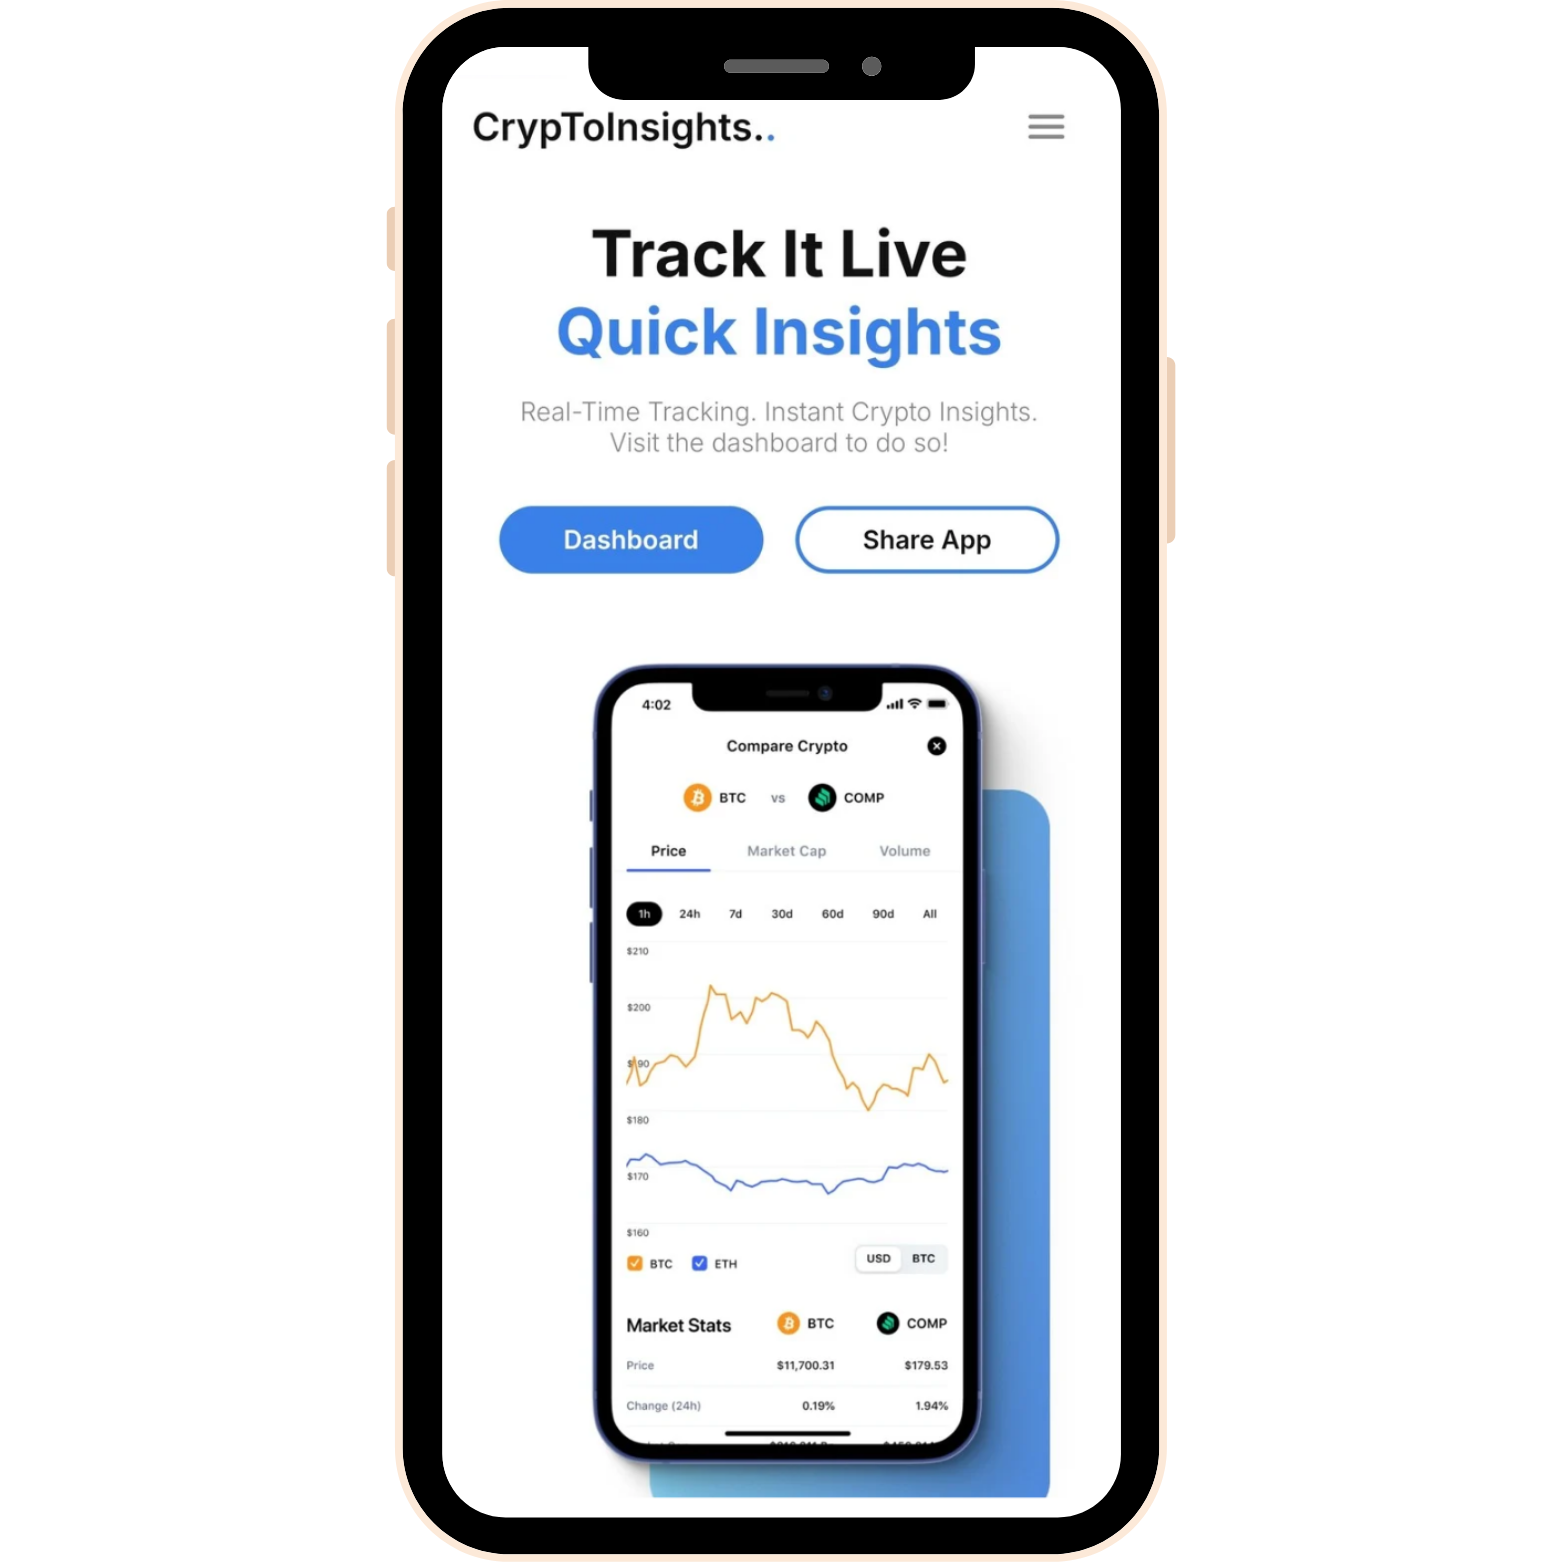 CrypToInsights..
Track It Live
Quick Insights
Real-Time Tracking. Instant Crypto Insights.
Visit the dashboard to do so!
Dashboard Share App
4:02
Compare Crypto
BTC vs COMP
Price Market Cap Volume
1h 24h 7d 30d 60d 90d All
$210
$200
$190
$180
$170
$160
BTC ETH USD BTC
Market Stats BTC COMP
Price $11,700.31 $179.53
Change (24h) 0.19% 1.94%